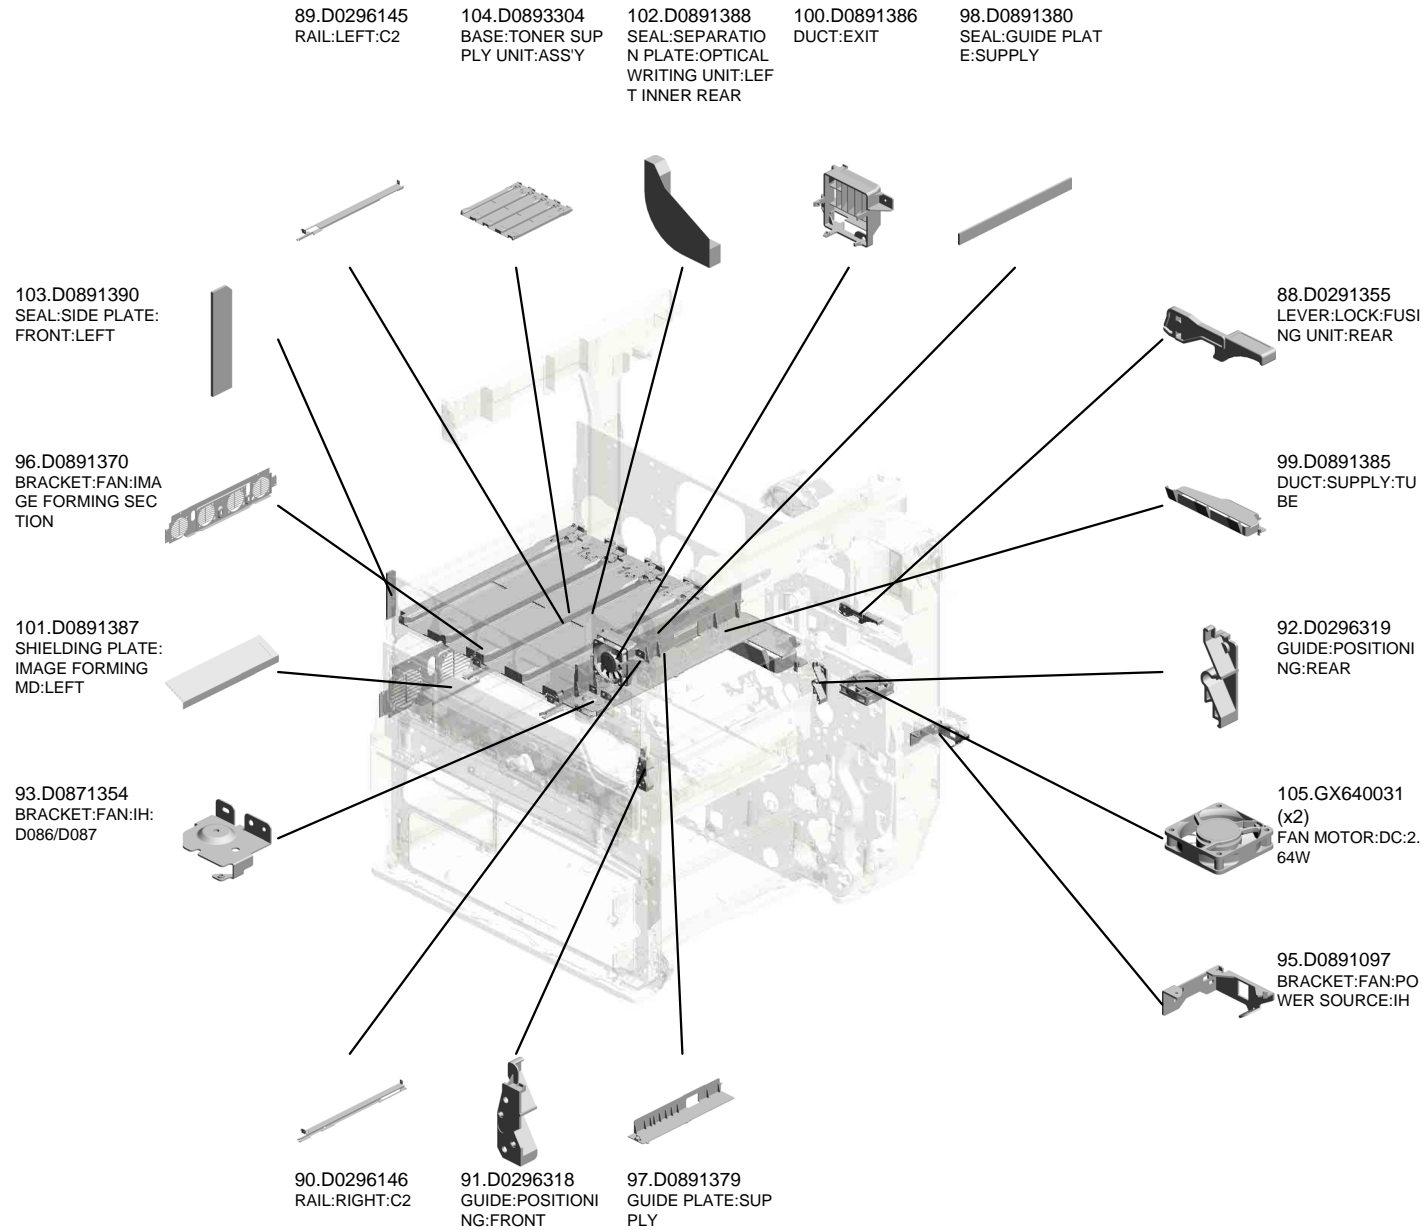 89.D0296145
RAIL:LEFT:C2
104.D0893304
BASE:TONER SUP
PLY UNIT:ASS'Y
102.D0891388
SEAL:SEPARATIO
N PLATE:OPTICAL
WRITING UNIT:LEF
T INNER REAR
100.D0891386
DUCT:EXIT
98.D0891380
SEAL:GUIDE PLAT
E:SUPPLY
103.D0891390
SEAL:SIDE PLATE:
FRONT:LEFT
88.D0291355
LEVER:LOCK:FUSI
NG UNIT:REAR
96.D0891370
BRACKET:FAN:IMA
GE FORMING SEC
TION
99.D0891385
DUCT:SUPPLY:TU
BE
101.D0891387
SHIELDING PLATE:
IMAGE FORMING
MD:LEFT
92.D0296319
GUIDE:POSITIONI
NG:REAR
93.D0871354
BRACKET:FAN:IH:
D086/D087
105.GX640031
(x2)
FAN MOTOR:DC:2.
64W
95.D0891097
BRACKET:FAN:PO
WER SOURCE:IH
90.D0296146
RAIL:RIGHT:C2
91.D0296318
GUIDE:POSITIONI
NG:FRONT
97.D0891379
GUIDE PLATE:SUP
PLY